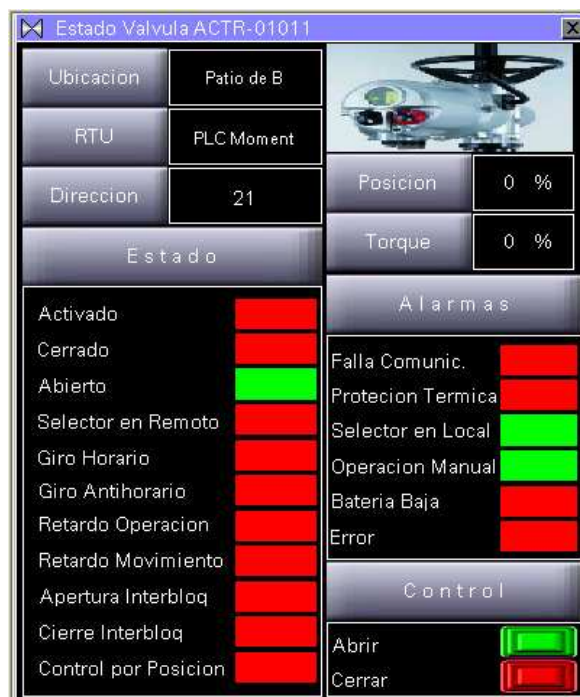 Estado Valvula ACTR-01011
X
Ubicacion
Patio de B
RTU
PLC Moment
Direccion
21
Posicion
0 %
Torque
0 %
Estado
Activado
Cerrado
Abierto
Selector en Remoto
Giro Horario
Giro Antihorario
Retardo Operacion
Retardo Movimiento
Apertura Interbloq
Cierre Interbloq
Control por Posicion
Alarmas
Falla Comunic.
Protecion Termica
Selector en Local
Operacion Manual
Bateria Baja
Error
Control
Abrir
Cerrar